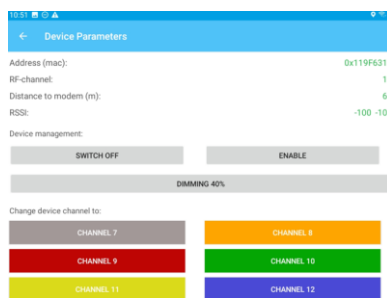 10:51
Device Parameters
Address (mac): 0x119F631
RF-channel: 1
Distance to modem (m): 6
RSSI: -100 -10
Device management:
SWITCH OFF ENABLE
DIMMING 40%
Change device channel to:
CHANNEL 7 CHANNEL 8
CHANNEL 9 CHANNEL 10
CHANNEL 11 CHANNEL 12